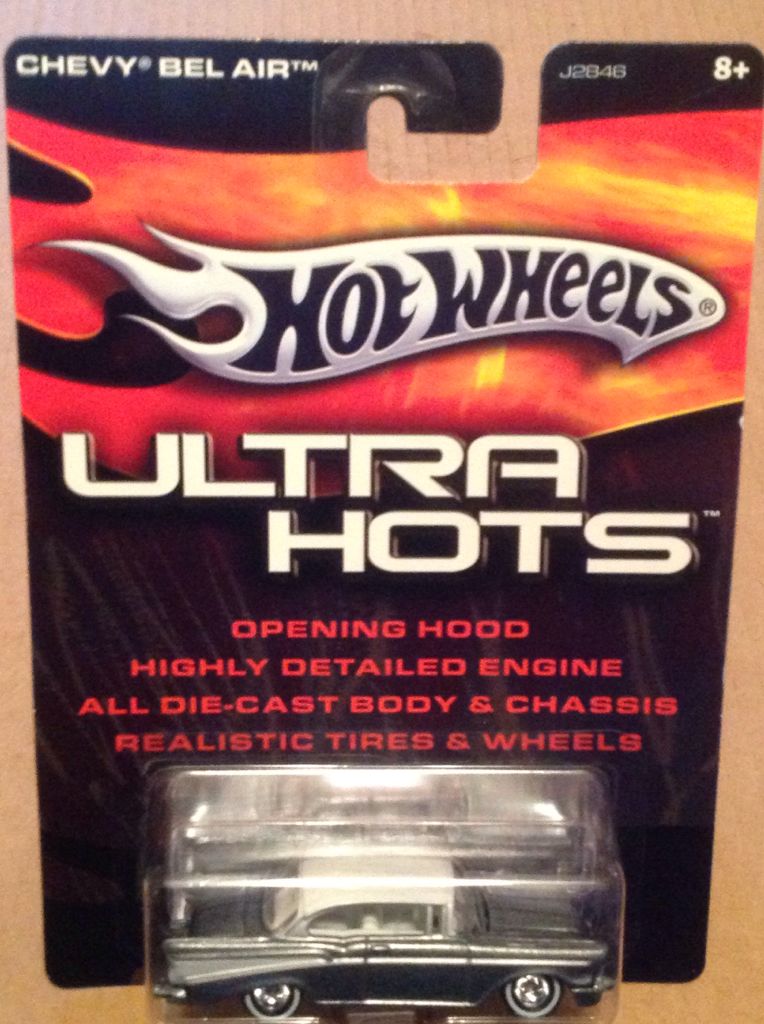 CHEVY® BEL AIR™
J2846 8+
HOT WHEELS®
ULTRA
HOTS™
OPENING HOOD
HIGHLY DETAILED ENGINE
ALL DIE-CAST BODY & CHASSIS
REALISTIC TIRES & WHEELS